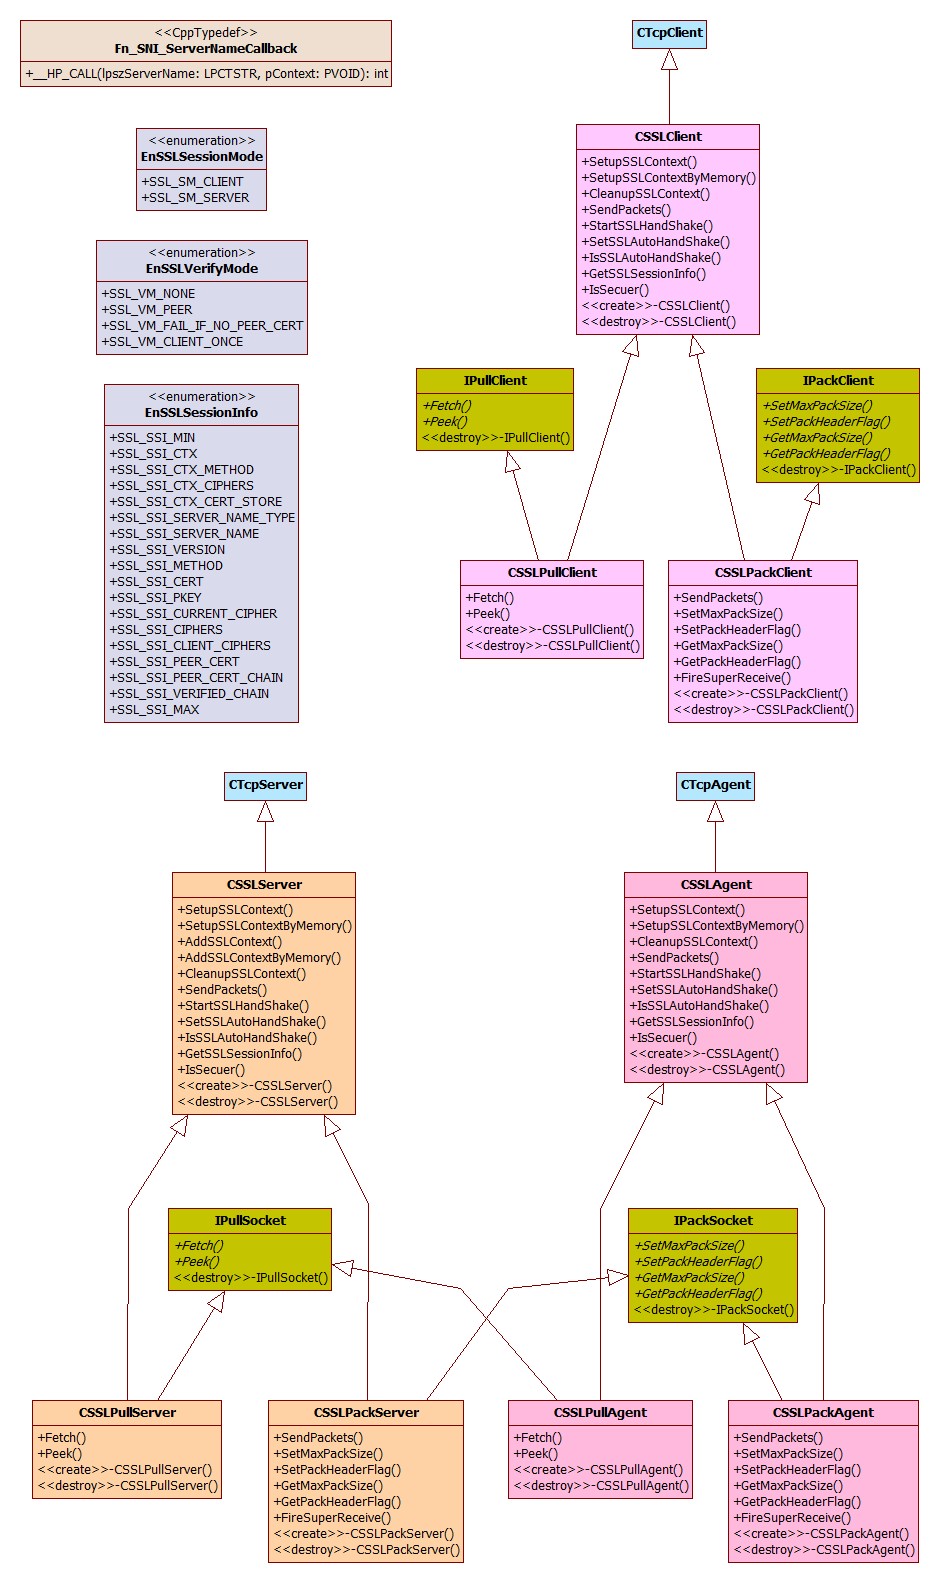 <<CppTypedef>>
Fn_SNI_ServerNameCallback
+__HP_CALL(lpszServerName: LPCTSTR, pContext: PVOID): int
<<enumeration>>
EnSSLSessionMode
+SSL_SM_CLIENT
+SSL_SM_SERVER
<<enumeration>>
EnSSLVerifyMode
+SSL_VM_NONE
+SSL_VM_PEER
+SSL_VM_FAIL_IF_NO_PEER_CERT
+SSL_VM_CLIENT_ONCE
<<enumeration>>
EnSSLSessionInfo
+SSL_SSI_MIN
+SSL_SSI_CTX
+SSL_SSI_CTX_METHOD
+SSL_SSI_CTX_CIPHERS
+SSL_SSI_CTX_CERT_STORE
+SSL_SSI_SERVER_NAME_TYPE
+SSL_SSI_SERVER_NAME
+SSL_SSI_VERSION
+SSL_SSI_METHOD
+SSL_SSI_CERT
+SSL_SSI_PKEY
+SSL_SSI_CURRENT_CIPHER
+SSL_SSI_CIPHERS
+SSL_SSI_CLIENT_CIPHERS
+SSL_SSI_PEER_CERT
+SSL_SSI_PEER_CERT_CHAIN
+SSL_SSI_VERIFIED_CHAIN
+SSL_SSI_MAX
CTcpClient
CSSLClient
+SetupSSLContext()
+SetupSSLContextByMemory()
+CleanupSSLContext()
+SendPackets()
+StartSSLHandShake()
+SetSSLAutoHandShake()
+IsSSLAutoHandShake()
+GetSSLSessionInfo()
+IsSecuer()
<<create>>-CSSLClient()
<<destroy>>-CSSLClient()
IPullClient
+Fetch()
+Peek()
<<destroy>>-IPullClient()
IPackClient
+SetMaxPackSize()
+SetPackHeaderFlag()
+GetMaxPackSize()
+GetPackHeaderFlag()
<<destroy>>-IPackClient()
CSSLPullClient
+Fetch()
+Peek()
<<create>>-CSSLPullClient()
<<destroy>>-CSSLPullClient()
CSSLPackClient
+SendPackets()
+SetMaxPackSize()
+SetPackHeaderFlag()
+GetMaxPackSize()
+GetPackHeaderFlag()
+FireSuperReceive()
<<create>>-CSSLPackClient()
<<destroy>>-CSSLPackClient()
CTcpServer
CSSLServer
+SetupSSLContext()
+SetupSSLContextByMemory()
+AddSSLContext()
+AddSSLContextByMemory()
+CleanupSSLContext()
+SendPackets()
+StartSSLHandShake()
+SetSSLAutoHandShake()
+IsSSLAutoHandShake()
+GetSSLSessionInfo()
+IsSecuer()
<<create>>-CSSLServer()
<<destroy>>-CSSLServer()
CTcpAgent
CSSLAgent
+SetupSSLContext()
+SetupSSLContextByMemory()
+CleanupSSLContext()
+SendPackets()
+StartSSLHandShake()
+SetSSLAutoHandShake()
+IsSSLAutoHandShake()
+GetSSLSessionInfo()
+IsSecuer()
<<create>>-CSSLAgent()
<<destroy>>-CSSLAgent()
IPullSocket
+Fetch()
+Peek()
<<destroy>>-IPullSocket()
IPackSocket
+SetMaxPackSize()
+SetPackHeaderFlag()
+GetMaxPackSize()
+GetPackHeaderFlag()
<<destroy>>-IPackSocket()
CSSLPullServer
+Fetch()
+Peek()
<<create>>-CSSLPullServer()
<<destroy>>-CSSLPullServer()
CSSLPackServer
+SendPackets()
+SetMaxPackSize()
+SetPackHeaderFlag()
+GetMaxPackSize()
+GetPackHeaderFlag()
+FireSuperReceive()
<<create>>-CSSLPackServer()
<<destroy>>-CSSLPackServer()
CSSLPullAgent
+Fetch()
+Peek()
<<create>>-CSSLPullAgent()
<<destroy>>-CSSLPullAgent()
CSSLPackAgent
+SendPackets()
+SetMaxPackSize()
+SetPackHeaderFlag()
+GetMaxPackSize()
+GetPackHeaderFlag()
+FireSuperReceive()
<<create>>-CSSLPackAgent()
<<destroy>>-CSSLPackAgent()